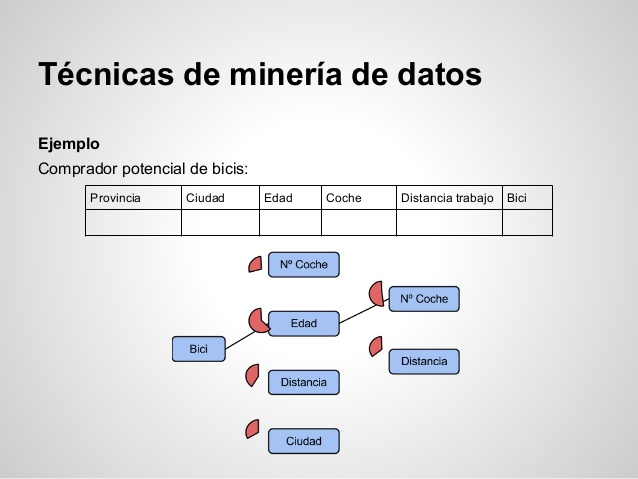 Técnicas de minería de datos
Ejemplo
Comprador potencial de bicis:
Provincia Ciudad Edad Coche Distancia trabajo Bici
Nº Coche
Nº Coche
Edad
Bici
Distancia
Distancia
Ciudad